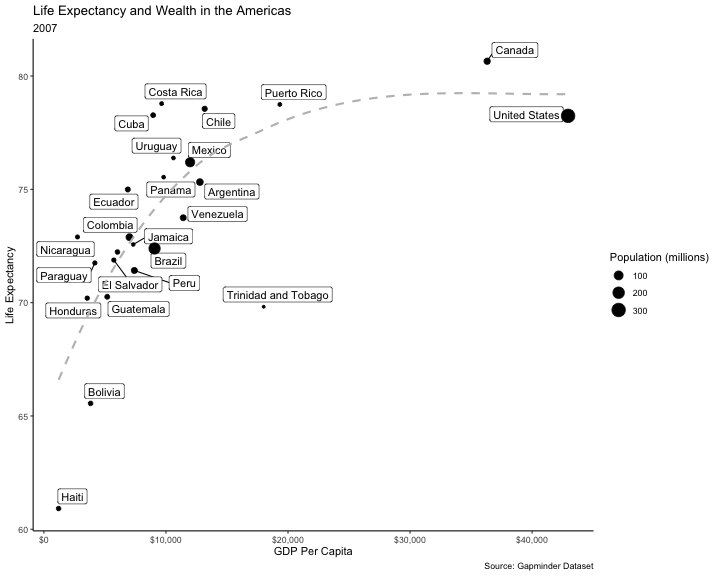 Life Expectancy and Wealth in the Americas
2007
Canada
Costa Rica
Puerto Rico
Cuba
Chile
United States
Uruguay
Mexico
Panama
Argentina
Ecuador
Venezuela
Colombia
Jamaica
Nicaragua
Brazil
Paraguay
El Salvador
Peru
Trinidad and Tobago
Honduras
Guatemala
Bolivia
Haiti
Life Expectancy
80
75
70
65
60
$0 $10,000 $20,000 $30,000 $40,000
GDP Per Capita
Population (millions)
100
200
300
Source: Gapminder Dataset